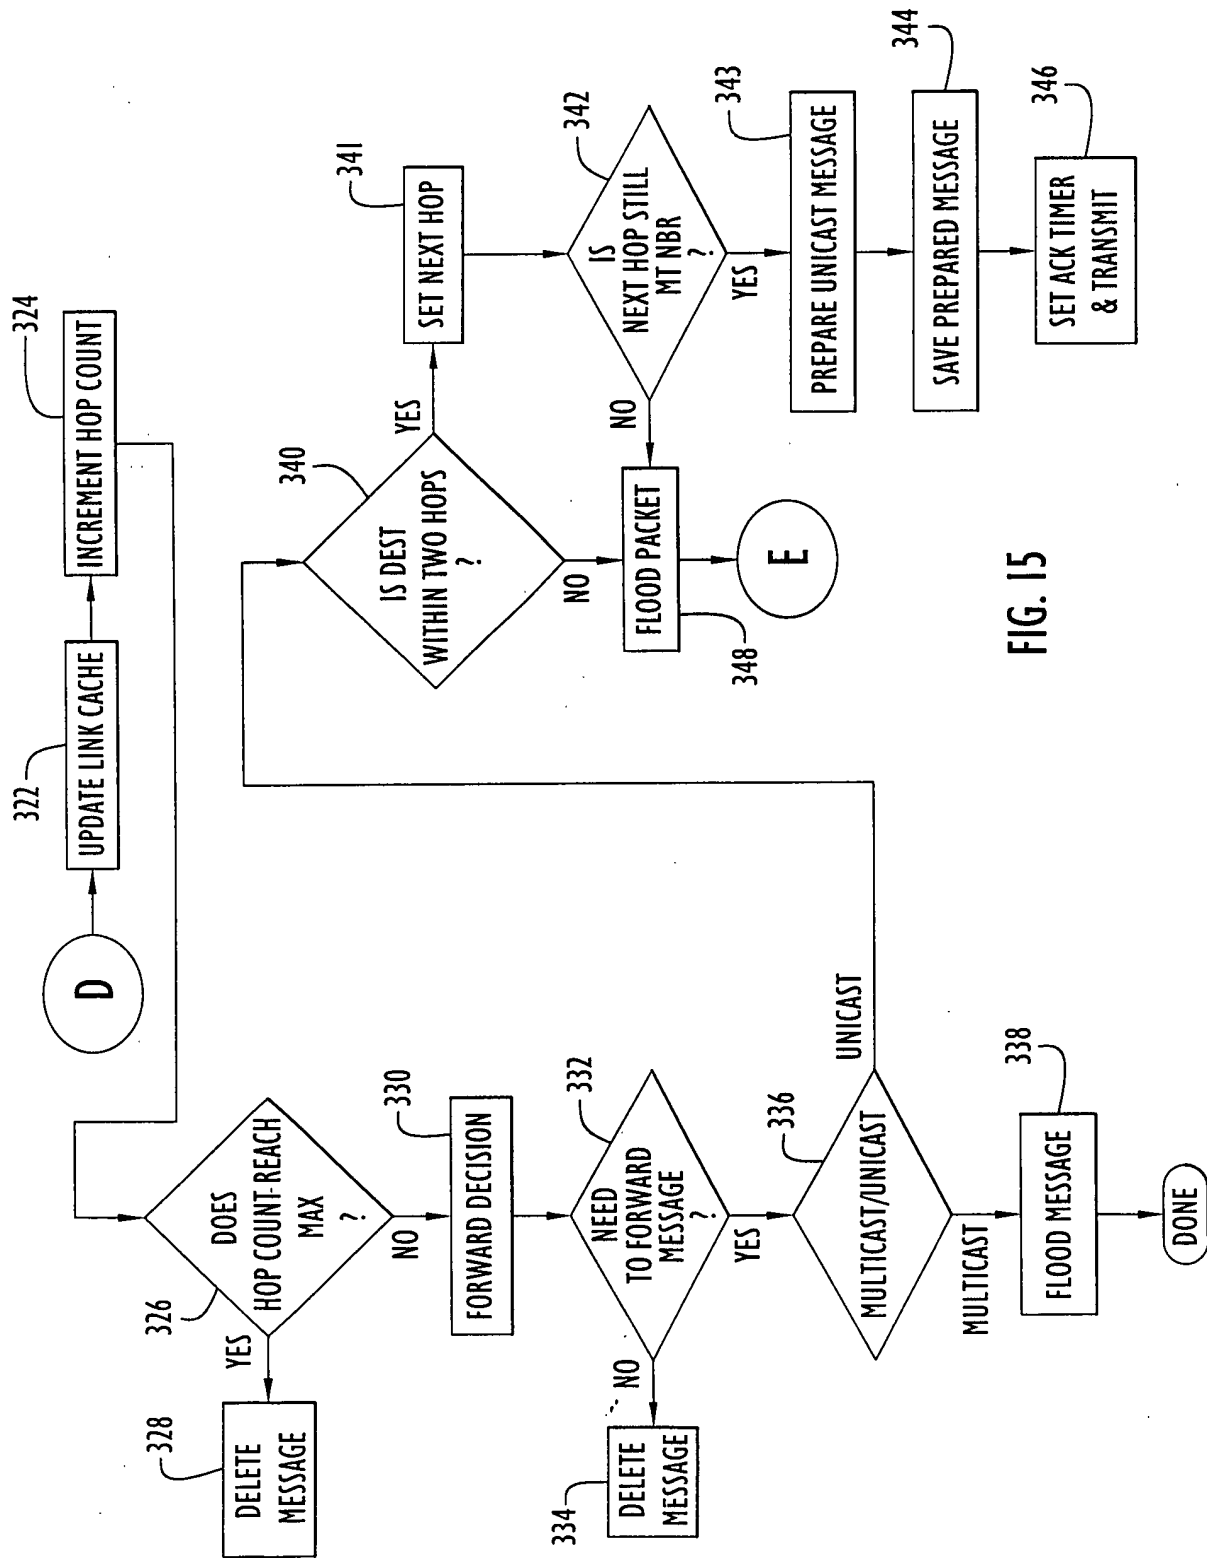 D
322
UPDATE LINK CACHE
324
INCREMENT HOP COUNT
326
DOES
HOP COUNT-REACH
MAX
?
YES
328
DELETE
MESSAGE
NO
330
FORWARD DECISION
332
NEED
TO FORWARD
MESSAGE
?
NO
334
DELETE
MESSAGE
YES
336
MULTICAST/UNICAST
UNICAST
MULTICAST
338
FLOOD MESSAGE
DONE
340
IS DEST
WITHIN TWO HOPS
?
YES
341
SET NEXT HOP
342
IS
NEXT HOP STILL
MT NBR
?
NO
NO
FLOOD PACKET
348
E
YES
343
PREPARE UNICAST MESSAGE
344
SAVE PREPARED MESSAGE
346
SET ACK TIMER
& TRANSMIT
FIG. 15